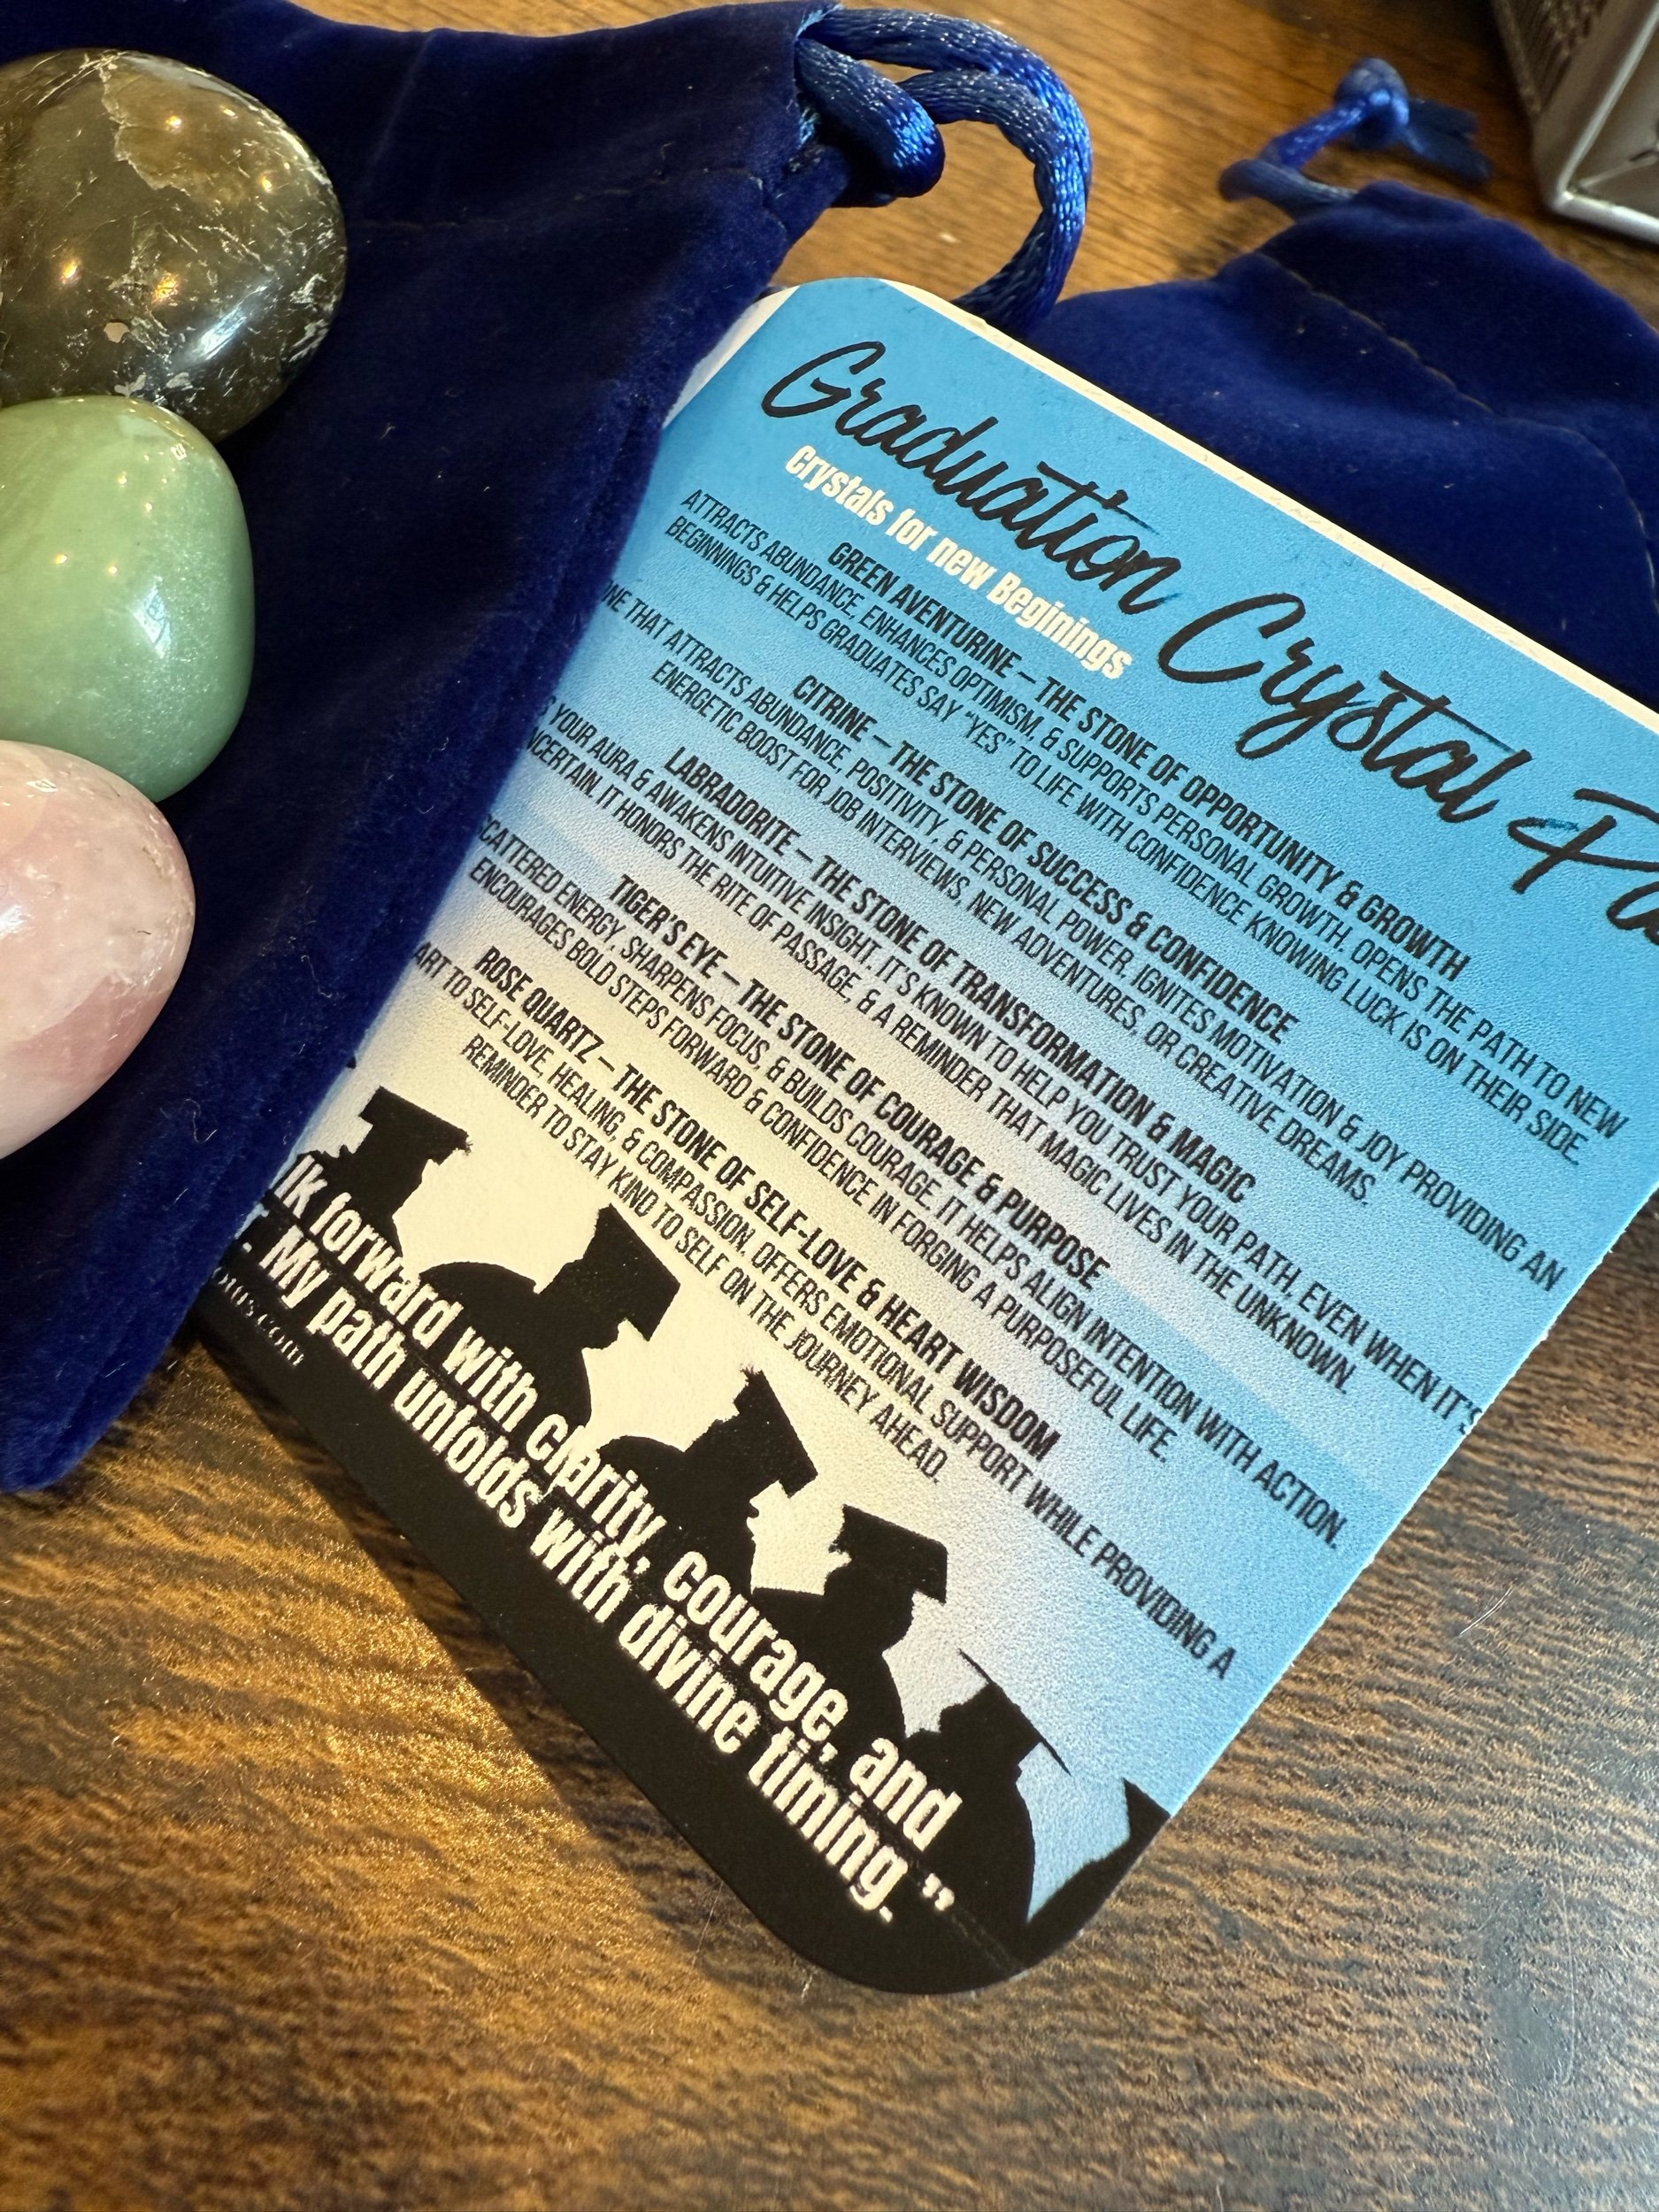 Graduation Crystal
Crystals for new Beginings
GREEN AVENTURINE – THE STONE OF OPPORTUNITY & GROWTH
ATTRACTS ABUNDANCE, ENHANCES OPTIMISM, & SUPPORTS PERSONAL GROWTH. OPENS THE PATH TO NEW
BEGINNINGS & HELPS GRADUATES SAY "YES" TO LIFE WITH CONFIDENCE KNOWING LUCK IS ON THEIR SIDE.
CITRINE – THE STONE OF SUCCESS & CONFIDENCE
THAT ATTRACTS ABUNDANCE, POSITIVITY, & PERSONAL POWER. IGNITES MOTIVATION & JOY PROVIDING AN
ENERGETIC BOOST FOR JOB INTERVIEWS, NEW ADVENTURES, OR CREATIVE DREAMS.
LABRADORITE – THE STONE OF TRANSFORMATION & MAGIC
YOUR AURA & AWAKENS INTUITIVE INSIGHT. IT'S KNOWN TO HELP YOU TRUST YOUR PATH, EVEN WHEN IT'S
NCERTAIN. IT HONORS THE RITE OF PASSAGE, & A REMINDER THAT MAGIC LIVES IN THE UNKNOWN.
TIGER'S EYE – THE STONE OF COURAGE & PURPOSE
CATTERED ENERGY, SHARPENS FOCUS, & BUILDS COURAGE. IT HELPS ALIGN INTENTION WITH ACTION.
ENCOURAGES BOLD STEPS FORWARD & CONFIDENCE IN FORGING A PURPOSEFUL LIFE.
ROSE QUARTZ – THE STONE OF SELF-LOVE & HEART WISDOM
ART TO SELF-LOVE, HEALING, & COMPASSION. OFFERS EMOTIONAL SUPPORT WHILE PROVIDING A
REMINDER TO STAY KIND TO SELF ON THE JOURNEY AHEAD.
lk forward with clarity, courage, and
My path unfolds with divine timing."